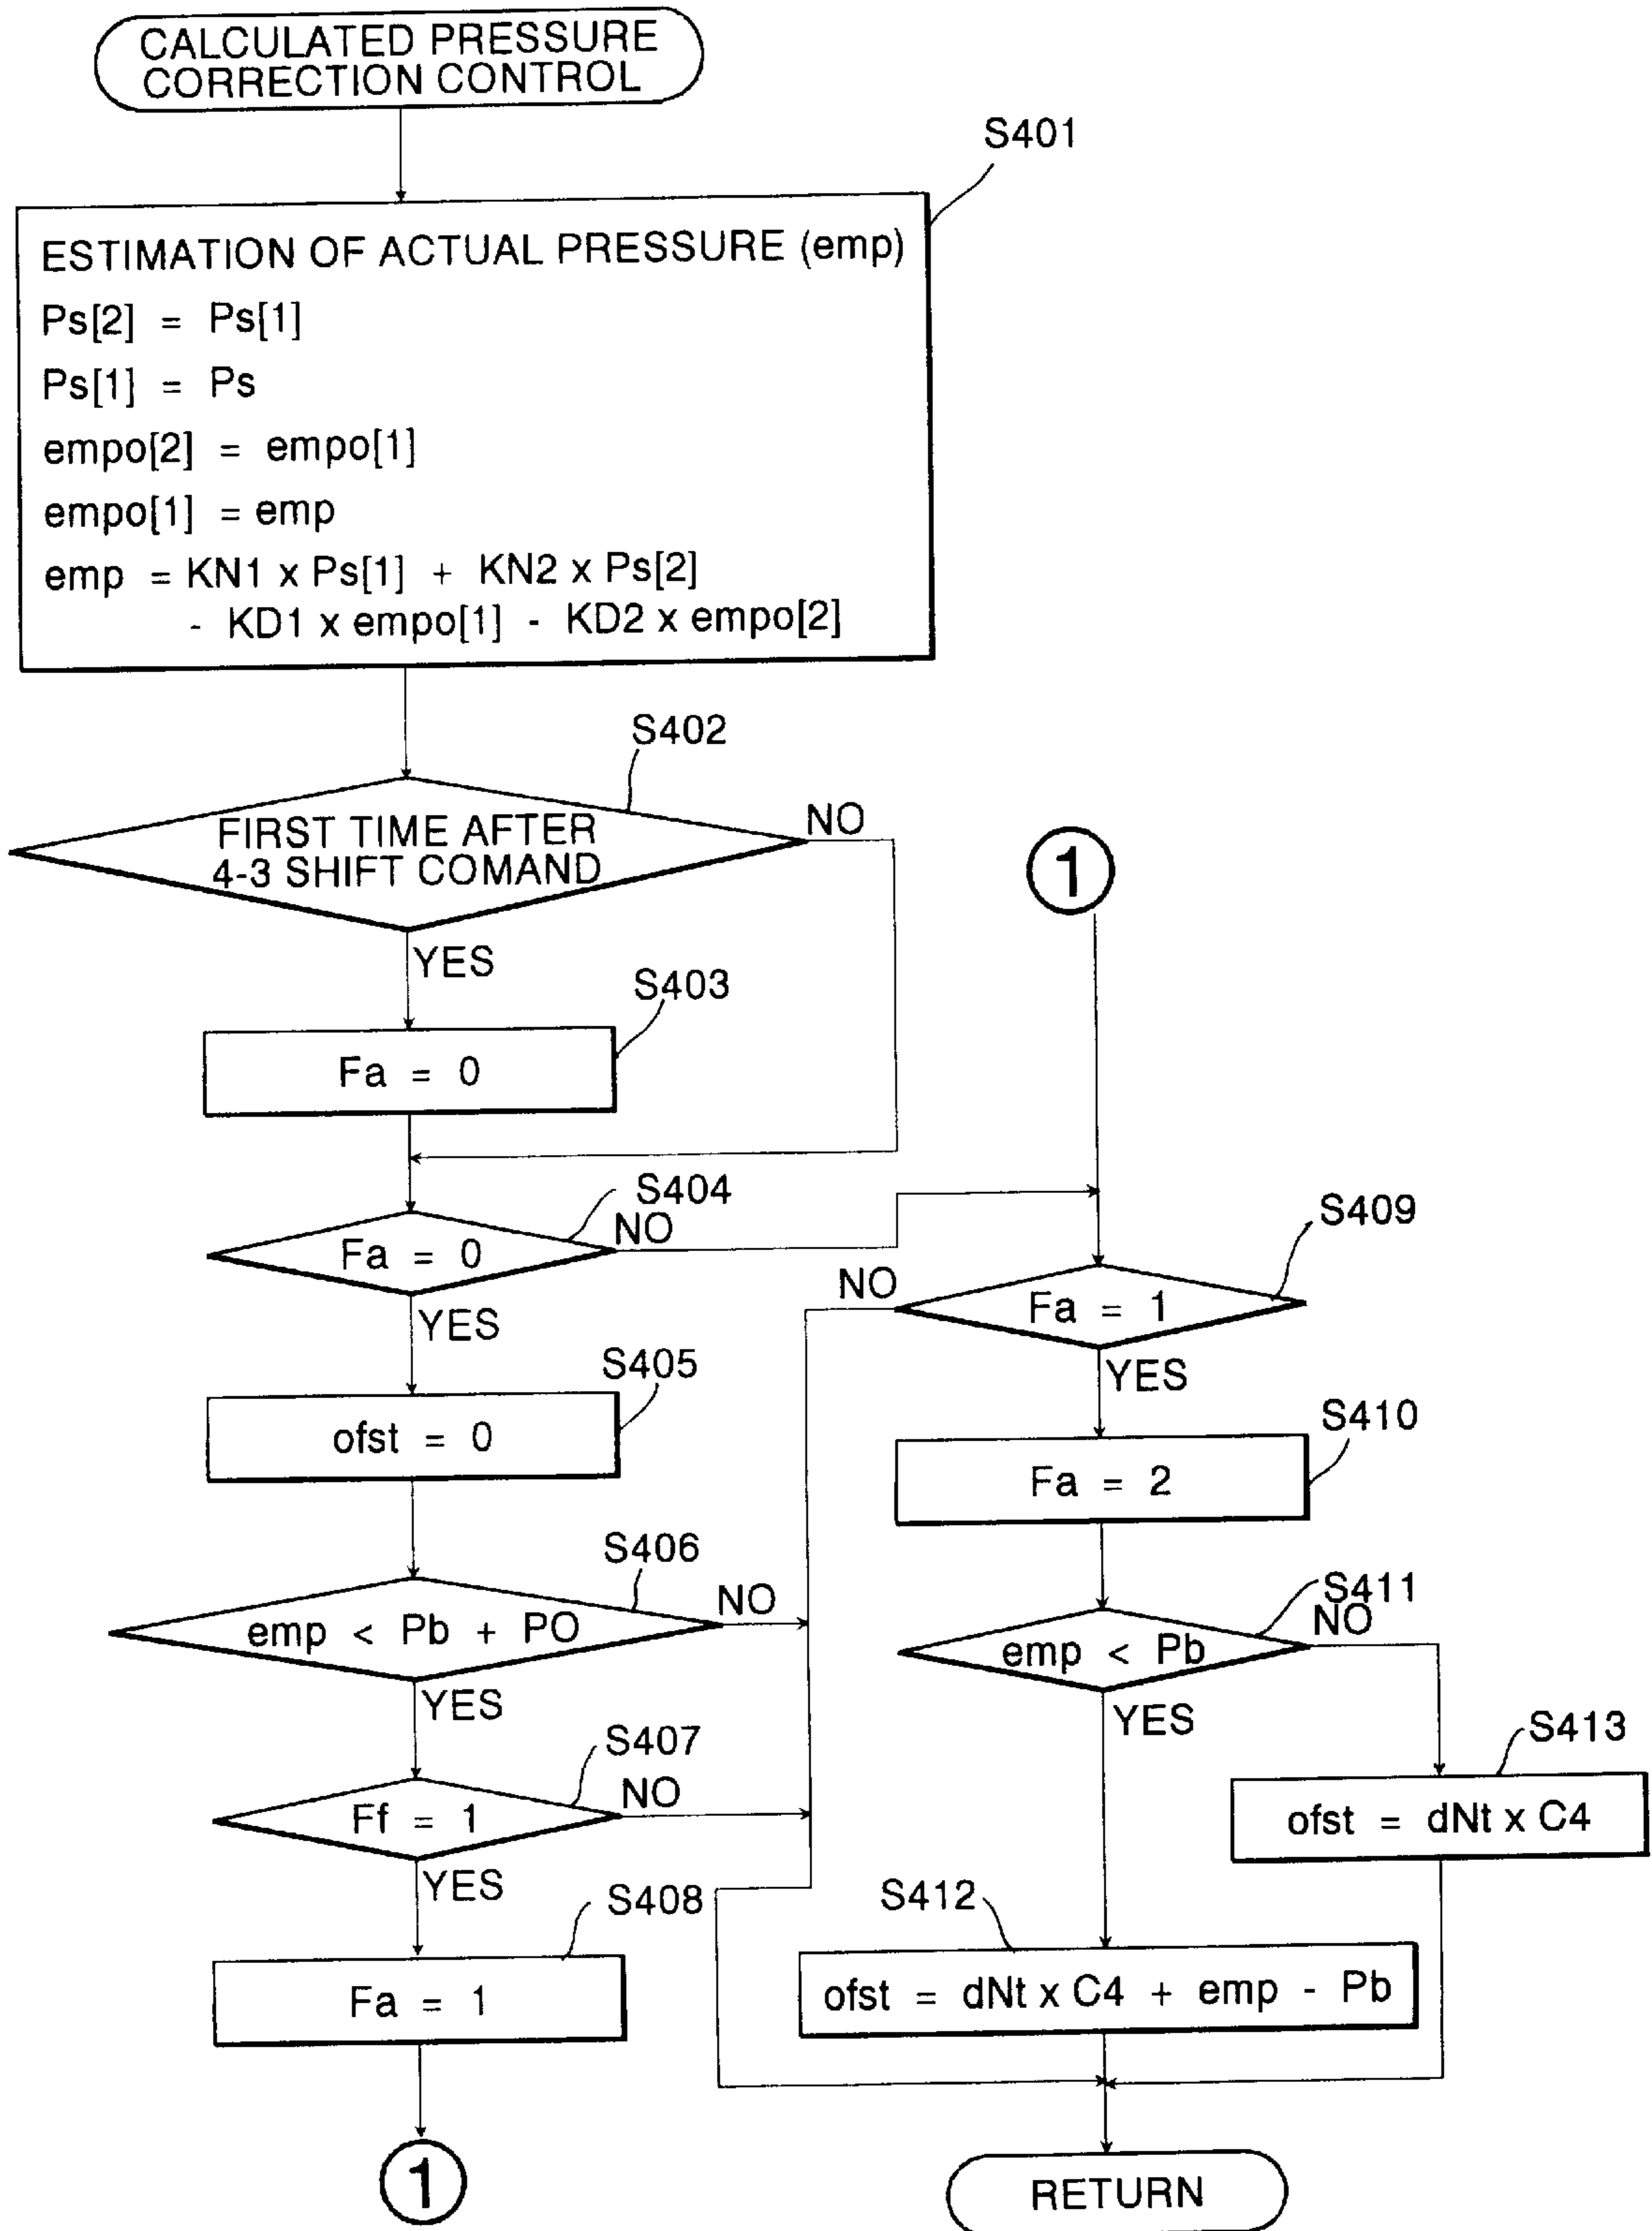 CALCULATED PRESSURE
CORRECTION CONTROL
S401
ESTIMATION OF ACTUAL PRESSURE (emp)
Ps[2] = Ps[1]
Ps[1] = Ps
empo[2] = empo[1]
empo[1] = emp
emp = KN1 x Ps[1] + KN2 x Ps[2]
- KD1 x empo[1] - KD2 x empo[2]
S402
FIRST TIME AFTER
4-3 SHIFT COMAND
NO
YES
S403
Fa = 0
S404
Fa = 0
NO
YES
S405
ofst = 0
S406
emp < Pb + PO
NO
YES
S407
Ff = 1
NO
YES
S408
Fa = 1
1
1
S409
Fa = 1
NO
YES
S410
Fa = 2
S411
emp < Pb
NO
YES
S413
ofst = dNt x C4
S412
ofst = dNt x C4 + emp - Pb
RETURN